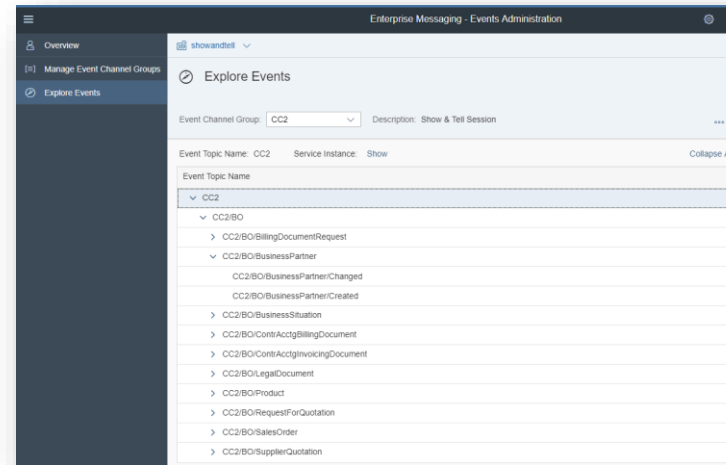 Enterprise Messaging - Events Administration
Overview
Manage Event Channel Groups
Explore Events
showandtell
Explore Events
Event Channel Group: CC2 Description: Show & Tell Session
Event Topic Name: CC2 Service Instance: Show Collapse
Event Topic Name
CC2
CC2/BO
CC2/BO/BillingDocumentRequest
CC2/BO/BusinessPartner
CC2/BO/BusinessPartner/Changed
CC2/BO/BusinessPartner/Created
CC2/BO/BusinessSituation
CC2/BO/ContrAcctgBillingDocument
CC2/BO/ContrAcctgInvoicingDocument
CC2/BO/LegalDocument
CC2/BO/Product
CC2/BO/RequestForQuotation
CC2/BO/SalesOrder
CC2/BO/SupplierQuotation